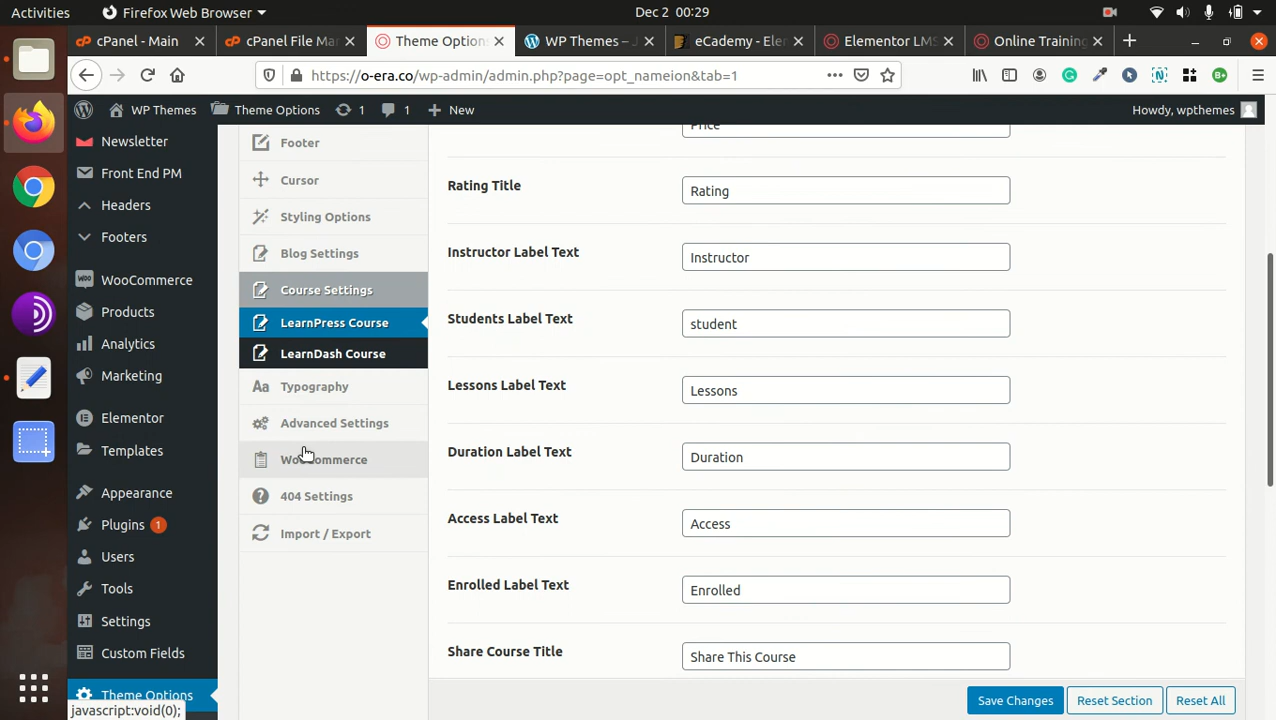 Activities
Firefox Web Browser
Dec 2 00:29
cPanel - Main
cPanel File Mar
Theme Options
WP Themes – J
eCademy - Elem
Elementor LMS
Online Training
https://o-era.co/wp-admin/admin.php?page=opt_nameion&tab=1
WP Themes
Theme Options
1
1
New
Howdy, wpthemes
Newsletter
Front End PM
Headers
Footers
WooCommerce
Products
Analytics
Marketing
Elementor
Templates
Appearance
Plugins 1
Users
Tools
Settings
Custom Fields
Theme Options
javascript:void(0);
Footer
Cursor
Styling Options
Blog Settings
Course Settings
LearnPress Course
LearnDash Course
Typography
Advanced Settings
WooCommerce
404 Settings
Import / Export
Price
Rating Title
Rating
Instructor Label Text
Instructor
Students Label Text
student
Lessons Label Text
Lessons
Duration Label Text
Duration
Access Label Text
Access
Enrolled Label Text
Enrolled
Share Course Title
Share This Course
Save Changes
Reset Section
Reset All